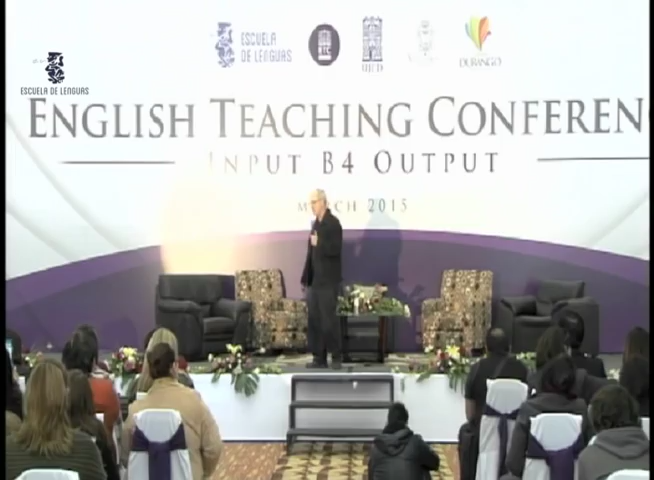 ESCUELA
DE LENGUAS
DURANGO
ESCUELA DE LENGUAS
ENGLISH TEACHING CONFEREN
INPUT B4 OUTPUT
MARCH 2015